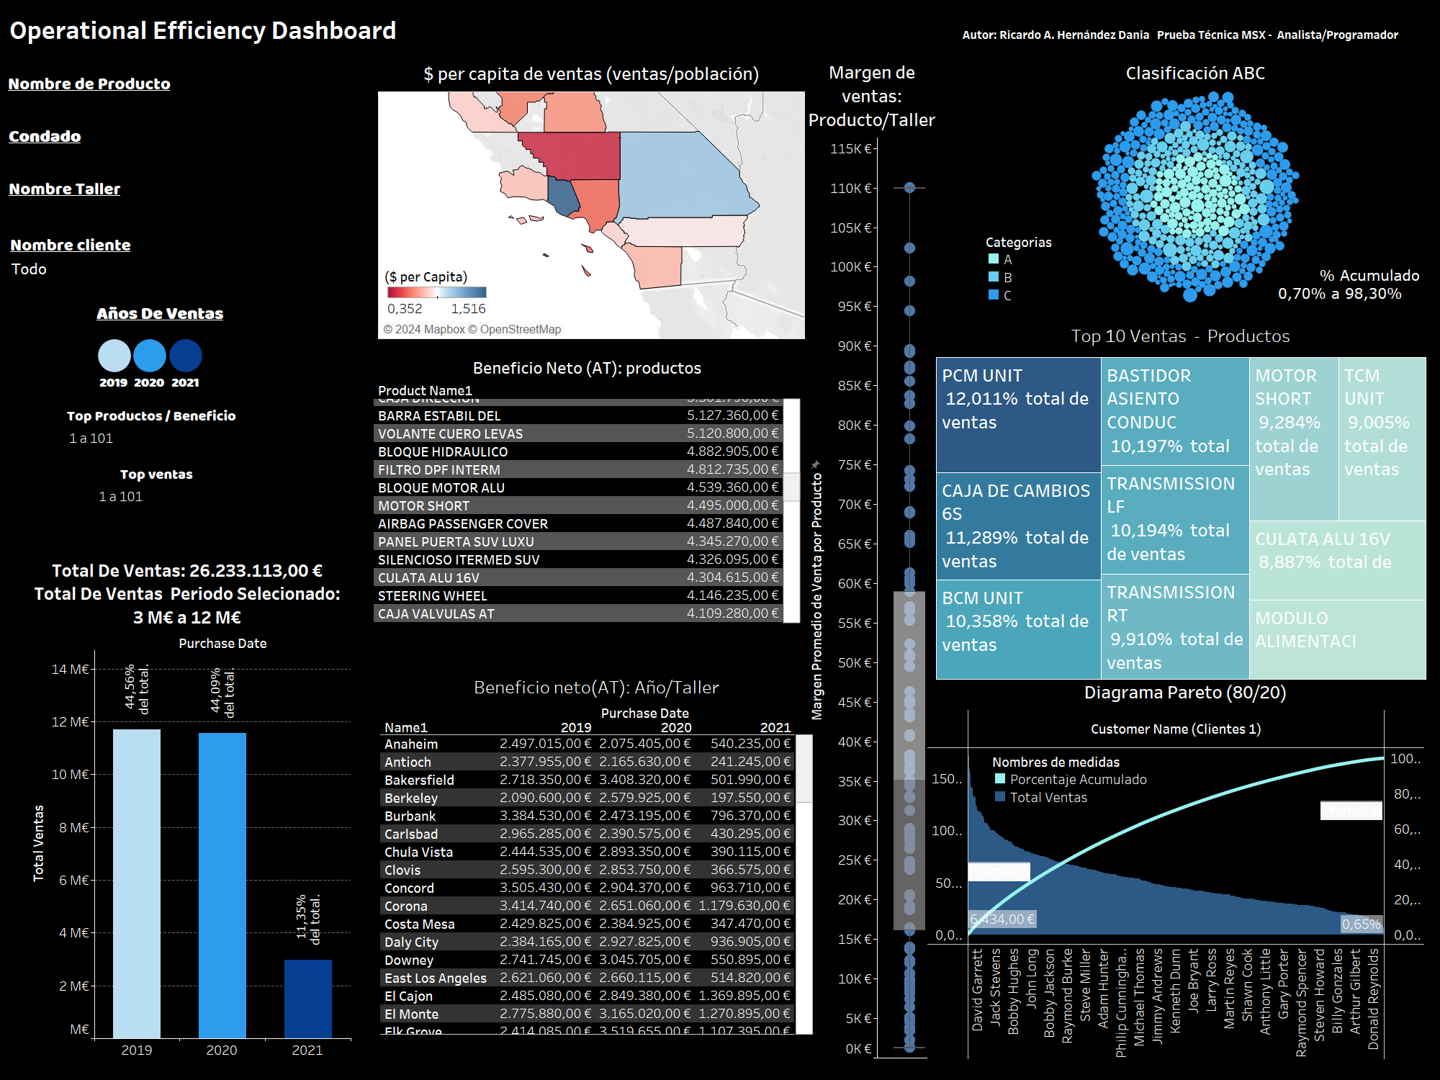 Operational Efficiency Dashboard
Autor: Ricardo A. Hernández Dania   Prueba Técnica MSX -  Analista/Programador
Nombre de Producto
Condado
Nombre Taller
Nombre cliente
Todo
Años De Ventas
2019 2020 2021
Top Productos / Beneficio
1 a 101
Top ventas
1 a 101
Total De Ventas: 26.233.113,00 €
Total De Ventas  Periodo Selecionado:
3 M€ a 12 M€
Purchase Date
Total Ventas
14 M€
12 M€
10 M€
8 M€
6 M€
4 M€
2 M€
M€
44,56%
del total.
44,09%
del total.
11,35%
del total.
2019 2020 2021
$ per capita de ventas (ventas/población)
($ per Capita)
0,352 1,516
© 2024 Mapbox © OpenStreetMap
Beneficio Neto (AT): productos
Product Name1
CAJA DIRECCION
BARRA ESTABIL DEL 5.127.360,00 €
VOLANTE CUERO LEVAS 5.120.800,00 €
BLOQUE HIDRAULICO 4.882.905,00 €
FILTRO DPF INTERM 4.812.735,00 €
BLOQUE MOTOR ALU 4.539.360,00 €
MOTOR SHORT 4.495.000,00 €
AIRBAG PASSENGER COVER 4.487.840,00 €
PANEL PUERTA SUV LUXU 4.345.270,00 €
SILENCIOSO ITERMED SUV 4.326.095,00 €
CULATA ALU 16V 4.304.615,00 €
STEERING WHEEL 4.146.235,00 €
CAJA VALVULAS AT 4.109.280,00 €
Beneficio neto(AT): Año/Taller
Purchase Date
Name1 2019 2020 2021
Anaheim 2.497.015,00 € 2.075.405,00 € 540.235,00 €
Antioch 2.377.955,00 € 2.165.630,00 € 241.245,00 €
Bakersfield 2.718.350,00 € 3.408.320,00 € 501.990,00 €
Berkeley 2.090.600,00 € 2.579.925,00 € 197.550,00 €
Burbank 3.384.530,00 € 2.473.195,00 € 796.370,00 €
Carlsbad 2.965.285,00 € 2.390.575,00 € 430.295,00 €
Chula Vista 2.444.535,00 € 2.893.350,00 € 390.115,00 €
Clovis 2.595.300,00 € 2.853.750,00 € 366.575,00 €
Concord 3.505.430,00 € 2.904.370,00 € 963.710,00 €
Corona 3.414.740,00 € 2.651.060,00 € 1.179.630,00 €
Costa Mesa 2.429.825,00 € 2.384.925,00 € 347.470,00 €
Daly City 2.384.165,00 € 2.927.825,00 € 936.905,00 €
Downey 2.741.745,00 € 3.045.705,00 € 550.895,00 €
East Los Angeles 2.621.060,00 € 2.660.115,00 € 514.820,00 €
El Cajon 2.485.080,00 € 2.849.380,00 € 1.369.895,00 €
El Monte 2.775.880,00 € 3.165.020,00 € 1.270.895,00 €
Elk Grove 2.414.085,00 € 3.519.655,00 € 1.107.395,00 €
Margen de
ventas:
Producto/Taller
Margen Promedio de Venta por Producto
115K €
110K €
105K €
100K €
95K €
90K €
85K €
80K €
75K €
70K €
65K €
60K €
55K €
50K €
45K €
40K €
35K €
30K €
25K €
20K €
15K €
10K €
5K €
0K €
Clasificación ABC
Categorias
A
B
C
% Acumulado
0,70% a 98,30%
Top 10 Ventas  -  Productos
PCM UNIT
12,011%  total de
ventas
CAJA DE CAMBIOS
6S
11,289%  total de
ventas
BCM UNIT
10,358%  total de
ventas
BASTIDOR
ASIENTO
CONDUC
10,197%  total
TRANSMISSION
LF
10,194%  total
de ventas
TRANSMISSION
RT
9,910%  total de
ventas
MOTOR
SHORT
9,284%
total de
ventas
TCM
UNIT
9,005%
total de
ventas
CULATA ALU 16V
8,887%  total de
MODULO
ALIMENTACI
Diagrama Pareto (80/20)
Customer Name (Clientes 1)
Nombres de medidas
Porcentaje Acumulado
Total Ventas
150..
100..
50...
0,0..
100..
80,..
60,..
40,..
20,..
0,0..
6.434,00 €
0,65%
David Garrett
Jack Stevens
Bobby Hughes
John Long
Bobby Jackson
Raymond Burke
Steve Miller
Adam Hunter
Philip Cunningha..
Michael Thomas
Jimmy Andrews
Kenneth Dunn
Joe Bryant
Larry Ross
Martin Reyes
Shawn Cook
Anthony Little
Gary Porter
Raymond Spencer
Steven Howard
Billy Gonzales
Arthur Gilbert
Donald Reynolds